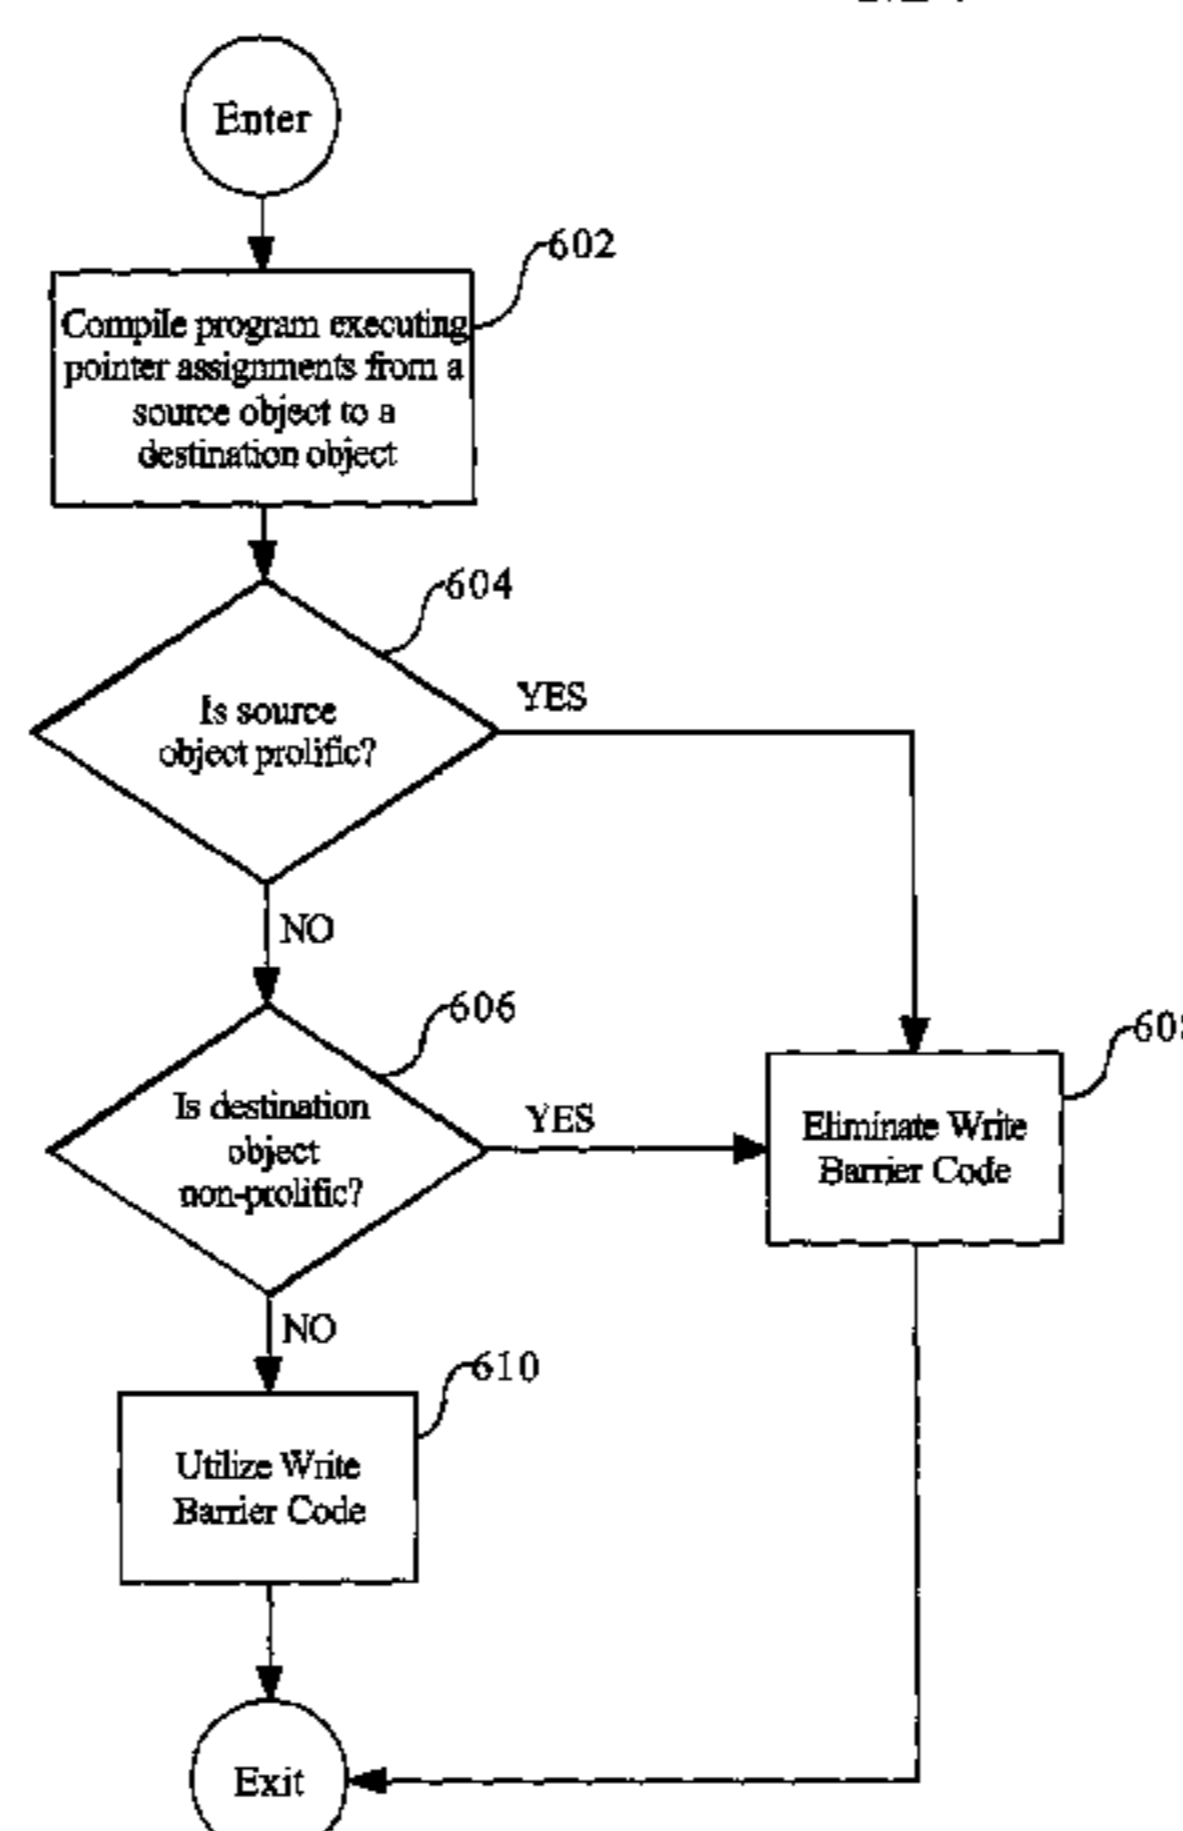 Enter
602
Compile program executing
pointer assignments from a
source object to a
destination object
604
Is source
object prolific?
YES
NO
606
Is destination
object
non-prolific?
YES
Eliminate Write
Barrier Code
NO
610
Utilize Write
Barrier Code
Exit